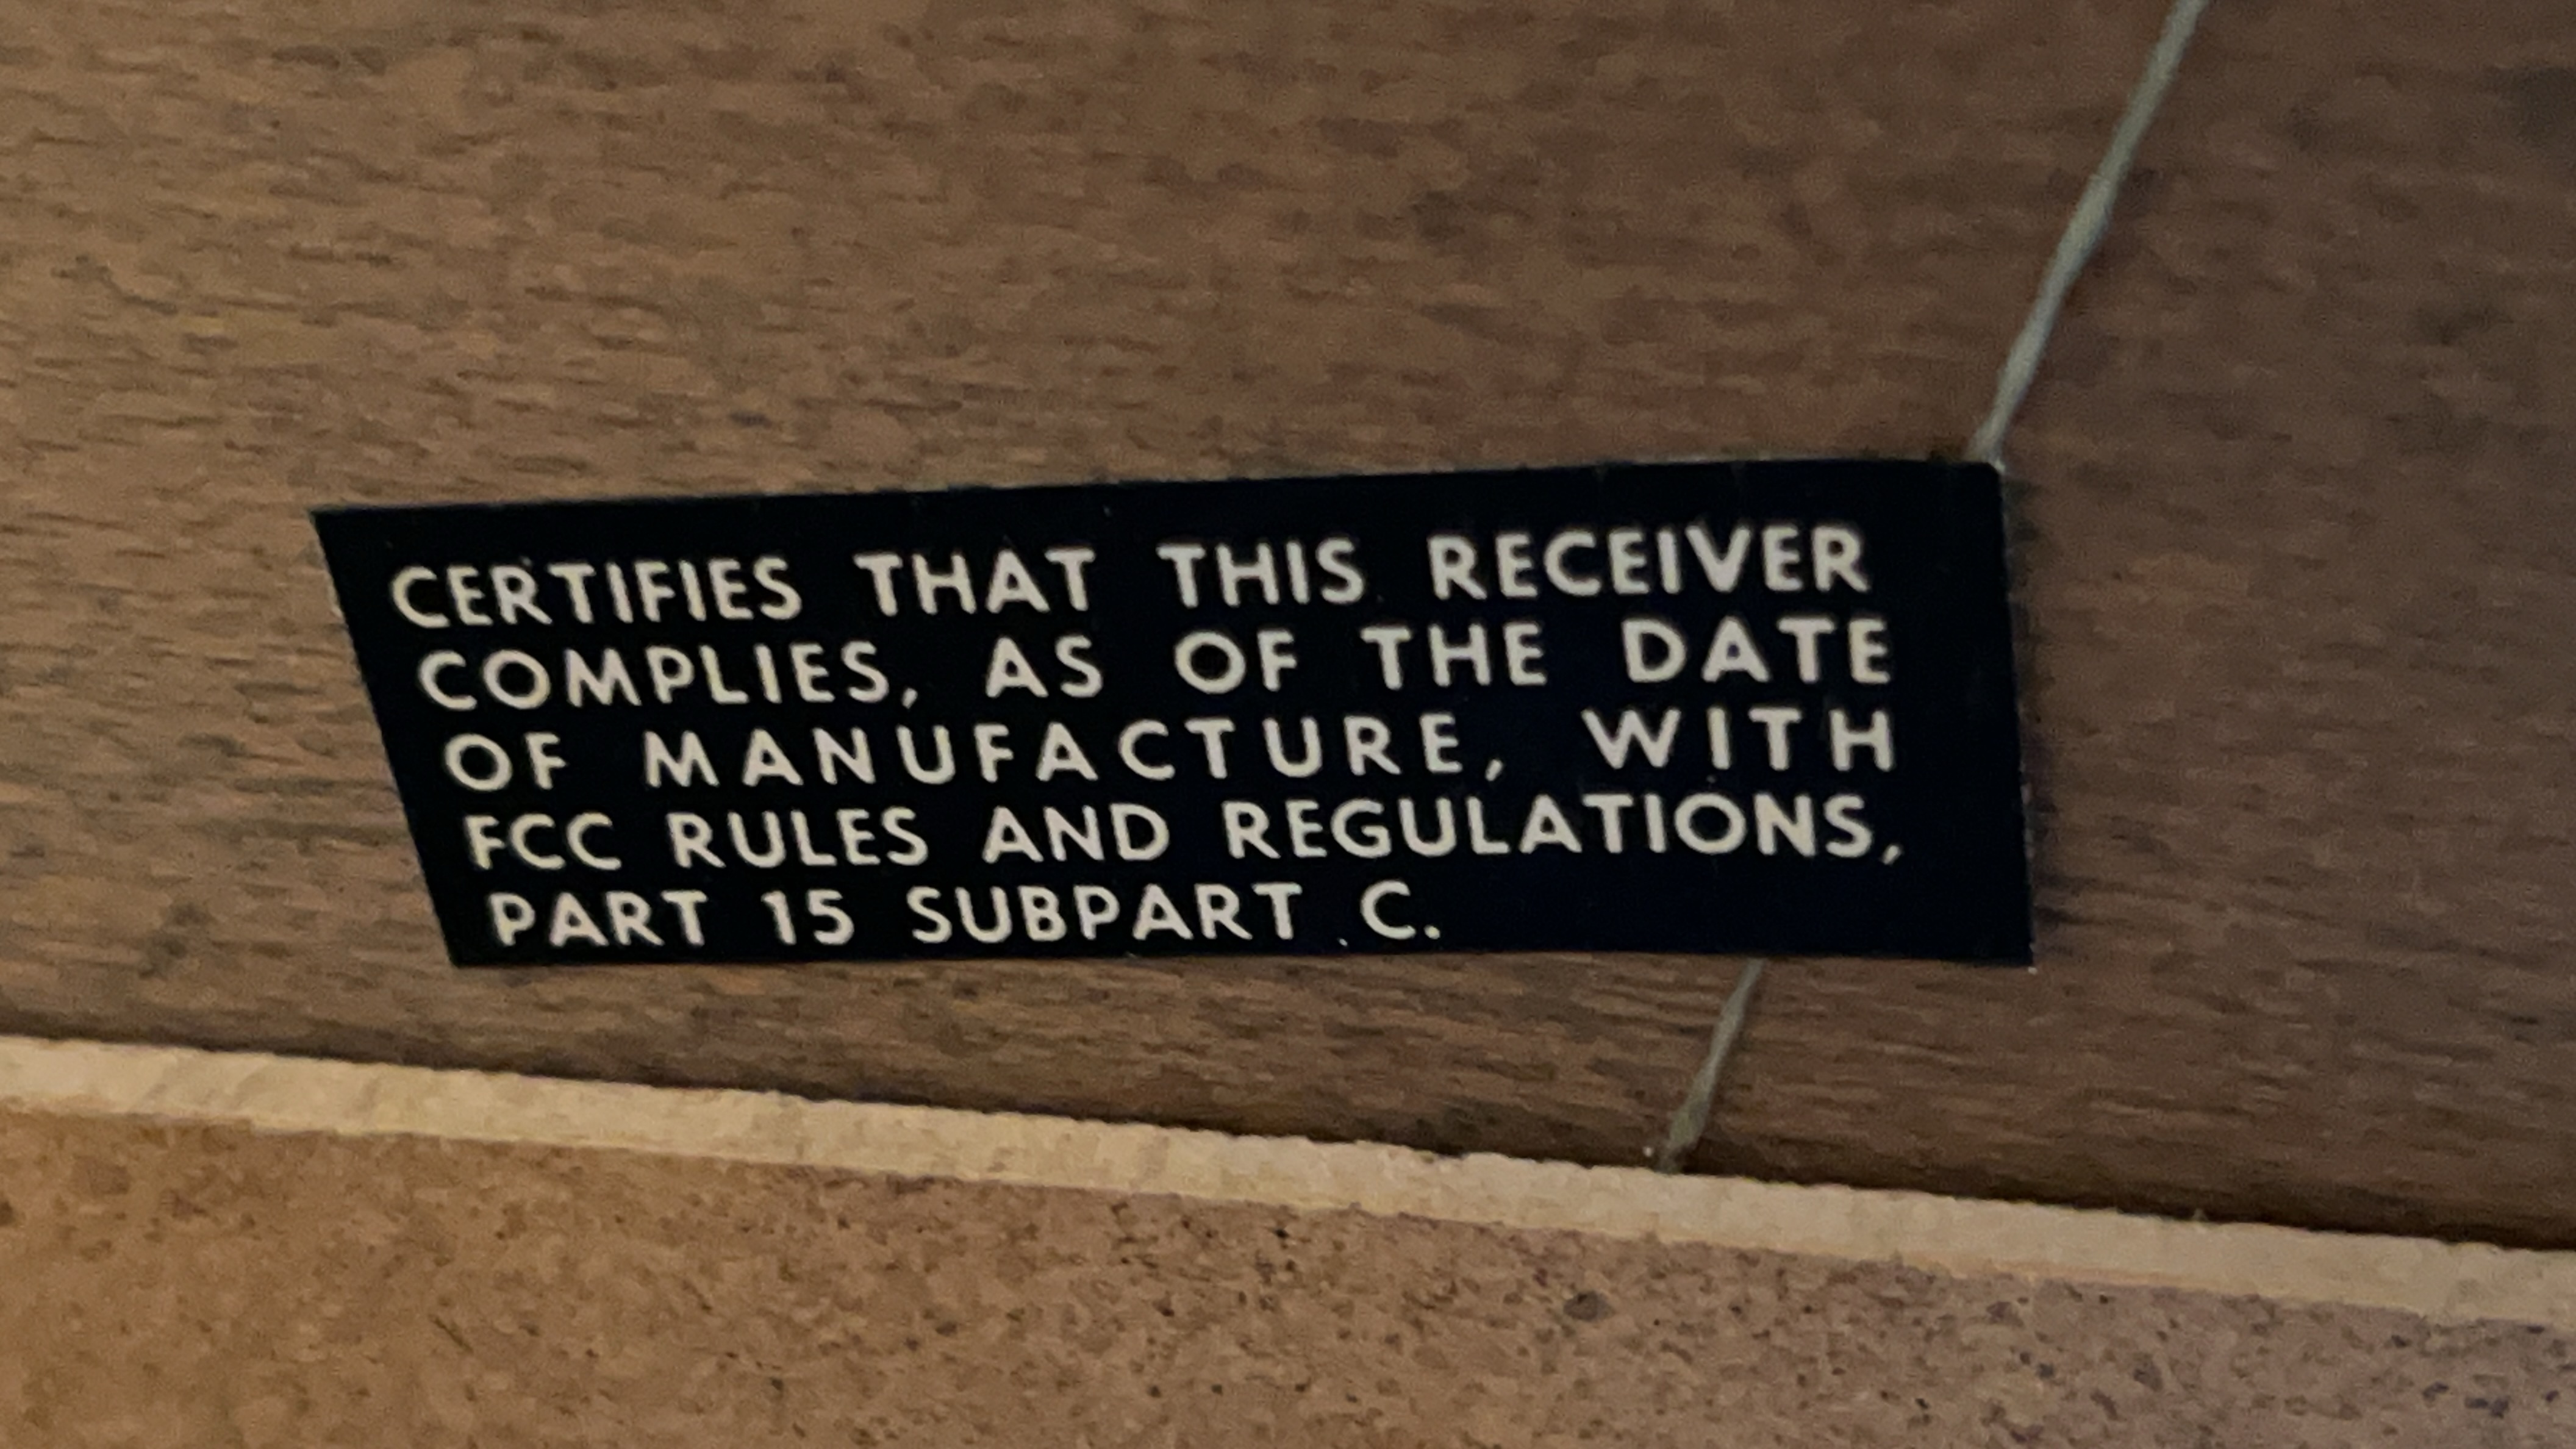 CERTIFIES THAT THIS RECEIVER
COMPLIES, AS OF THE DATE
OF MANUFACTURE, WITH
FCC RULES AND REGULATIONS,
PART 15 SUBPART C.